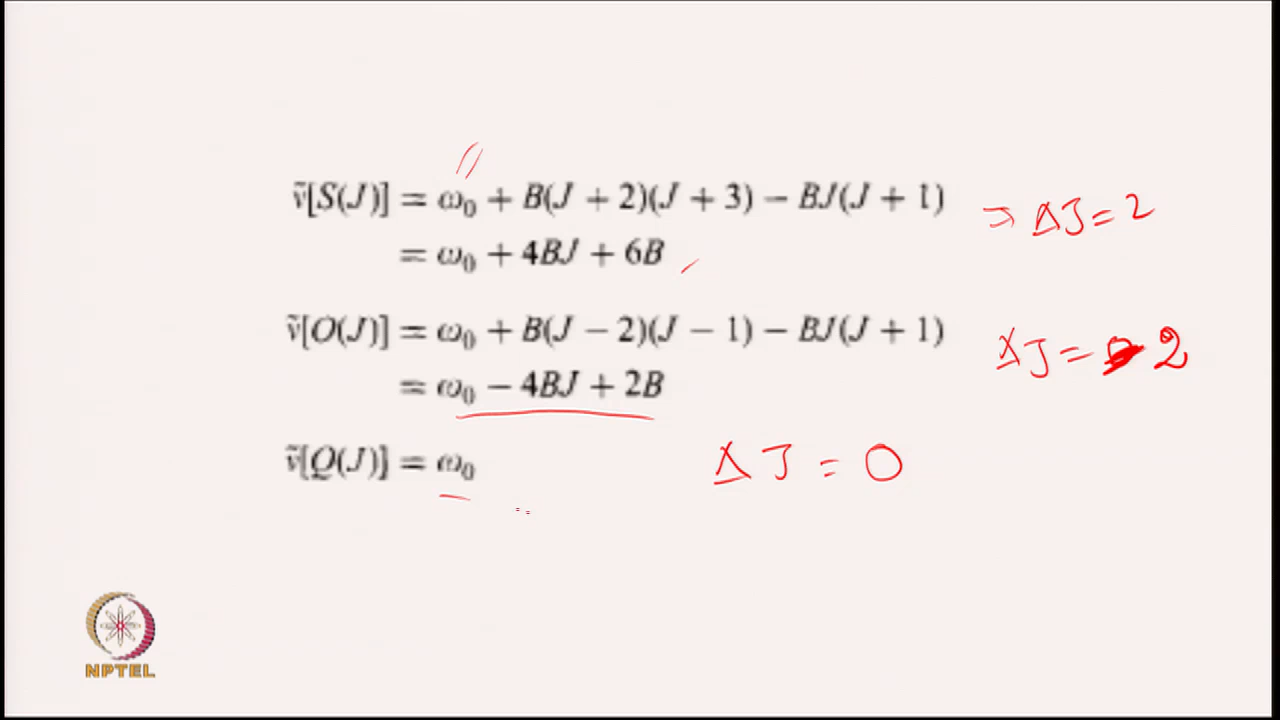 ṽ[S(J)] = ω₀ + B(J + 2)(J + 3) − BJ(J + 1) ⇒ ΔJ = 2
= ω₀ + 4BJ + 6B
ṽ[O(J)] = ω₀ + B(J − 2)(J − 1) − BJ(J + 1) ΔJ = 2
= ω₀ − 4BJ + 2B
ṽ[Q(J)] = ω₀ ΔJ = 0
NPTEL